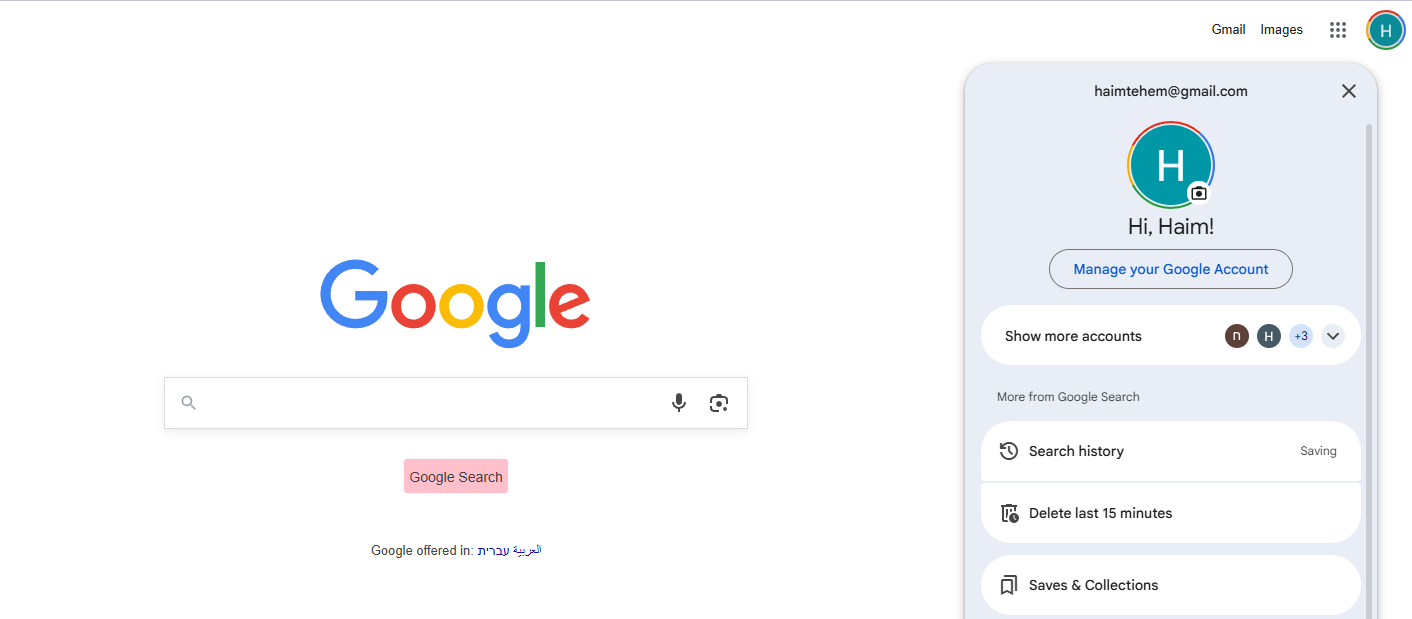 Gmail Images
H
haimtehem@gmail.com
H
Hi, Haim!
Manage your Google Account
Google
Show more accounts n H +3
More from Google Search
Search history Saving
Google Search
Delete last 15 minutes
Google offered in: עברית العربية
Saves & Collections